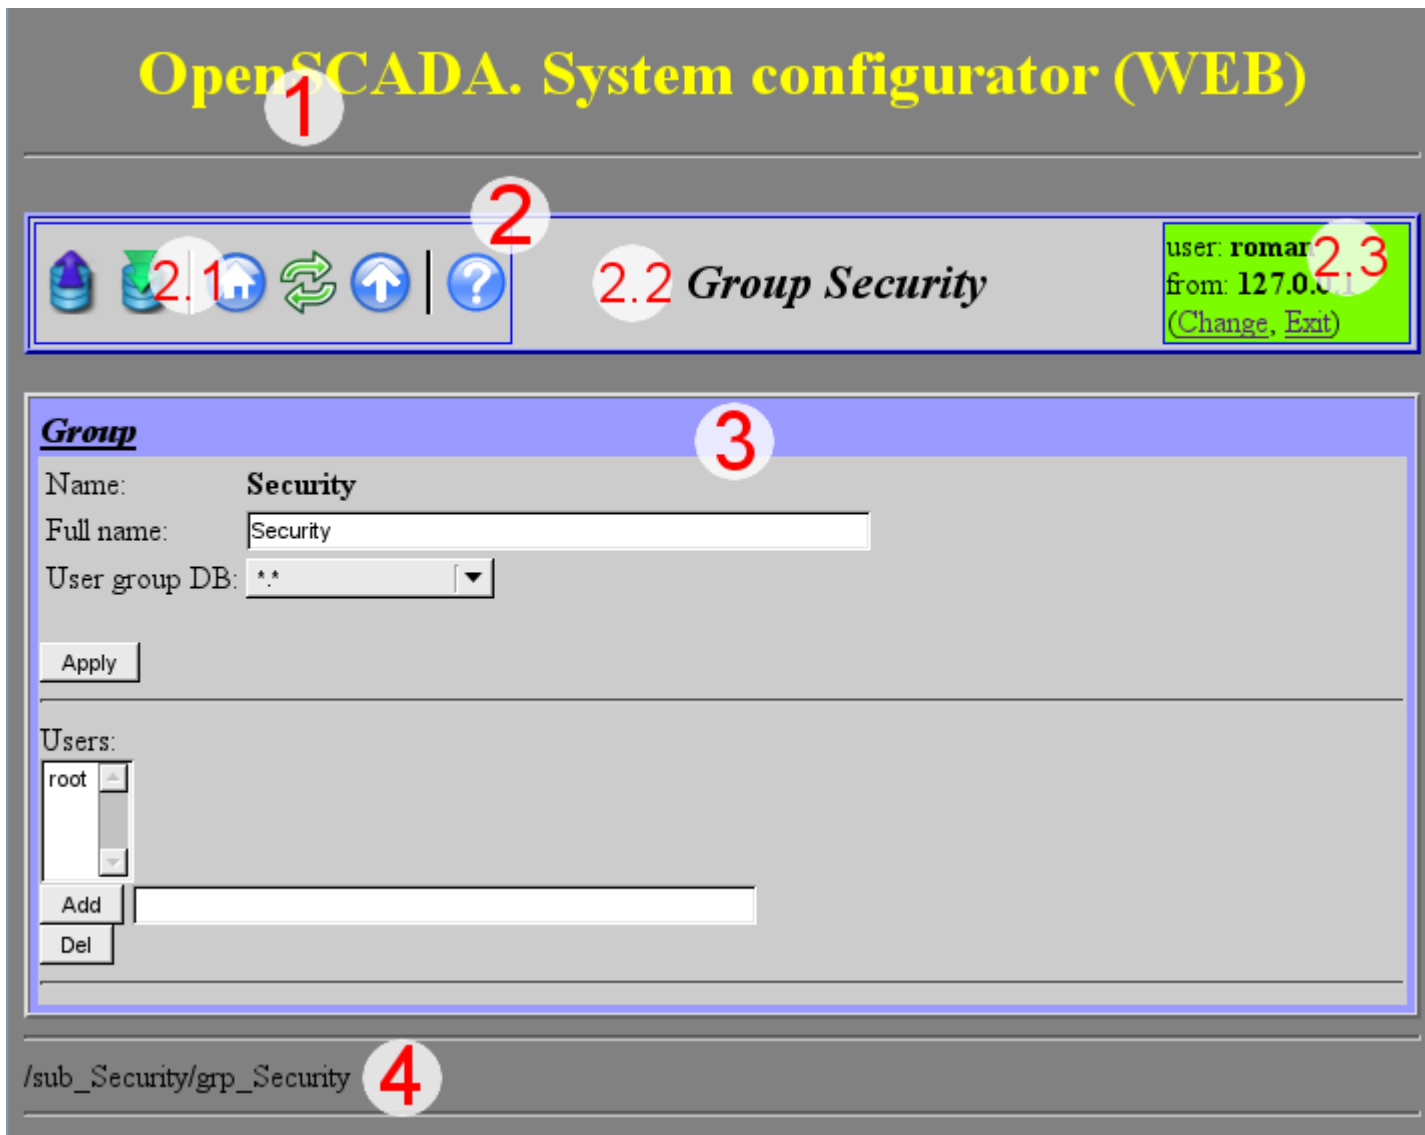 OpenSCADA. System configurator (WEB)
1
2
2.1
2.2 Group Security
user: roman
2.3
from: 127.0.0.1
(Change, Exit)
Group
3
Name: Security
Full name: Security
User group DB: *.*
Apply
Users:
root
Add
Del
/sub_Security/grp_Security 4